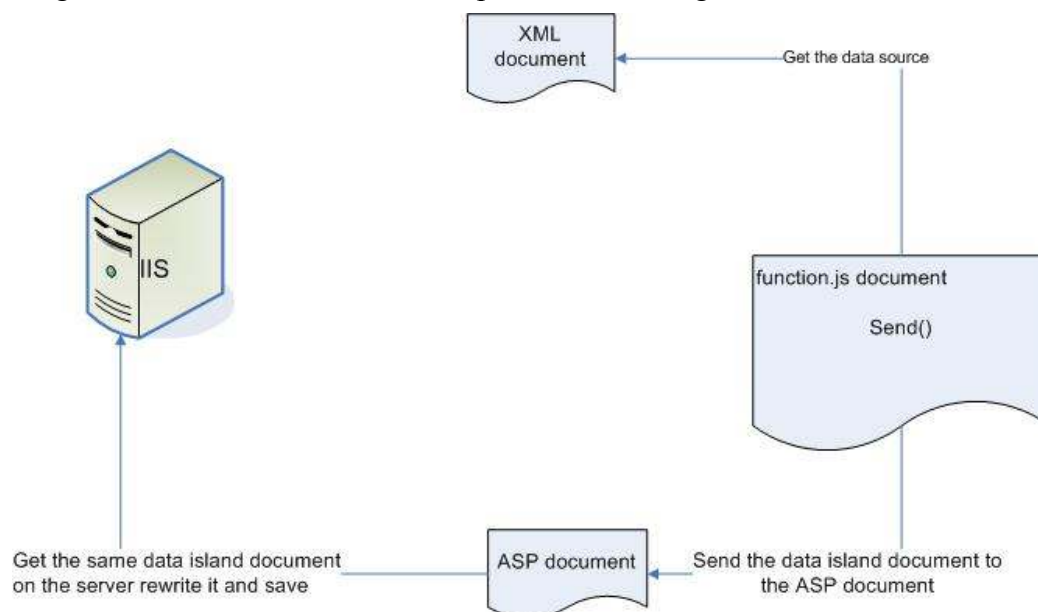 XML
document
Get the data source
IIS
function.js document
Send()
Get the same data island document
on the server rewrite it and save
ASP document
Send the data island document to
the ASP document